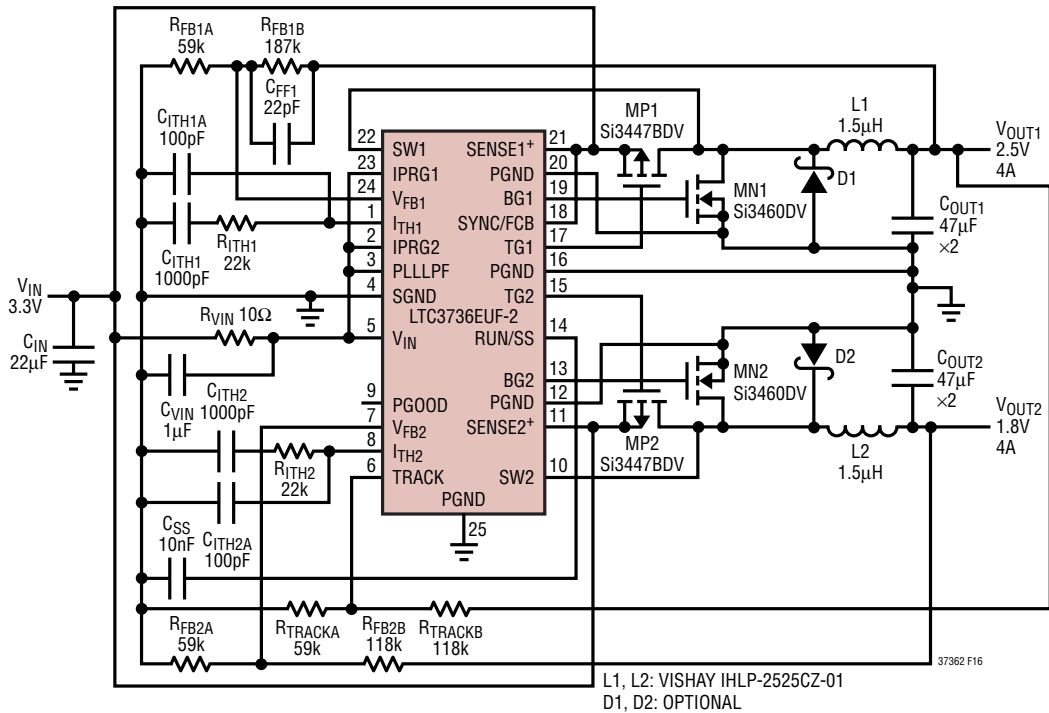 RFB1A
59k
RFB1B
187k
CFF1
22pF
CITH1A
100pF
CITH1
1000pF
RITH1
22k
VIN
3.3V
CIN
22μF
RVIN 10Ω
CVIN
1μF
CITH2
1000pF
RITH2
22k
CITH2A
100pF
CSS
10nF
RFB2A
59k
RTRACKA
59k
RFB2B
118k
RTRACKB
118k
22 SW1
23 IPRG1
24 VFB1
1 ITH1
2 IPRG2
3 PLLLPF
4 SGND
5 VIN
9 PGOOD
7 VFB2
8 ITH2
6 TRACK
LTC3736EUF-2
SENSE1+ 21
PGND 20
BG1 19
SYNC/FCB 18
TG1 17
PGND 16
TG2 15
RUN/SS 14
BG2 13
PGND 12
SENSE2+ 11
SW2 10
PGND
25
MP1
Si3447BDV
MN1
Si3460DV
D1
L1
1.5μH
VOUT1
2.5V
4A
COUT1
47μF
×2
MN2
Si3460DV
MP2
Si3447BDV
D2
L2
1.5μH
COUT2
47μF
×2
VOUT2
1.8V
4A
37362 F16
L1, L2: VISHAY IHLP-2525CZ-01
D1, D2: OPTIONAL